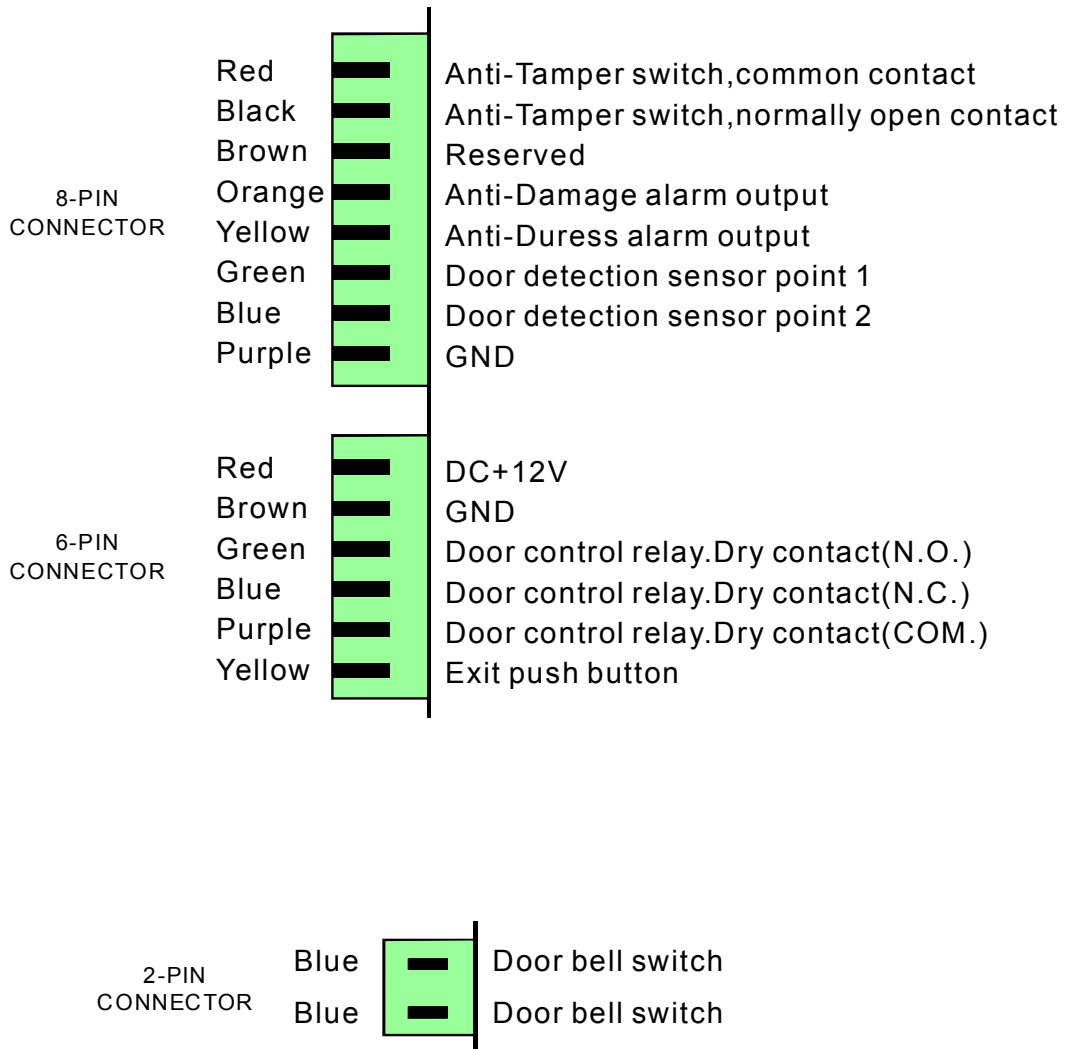 Red Anti-Tamper switch,common contact
Black Anti-Tamper switch,normally open contact
Brown Reserved
8-PIN
CONNECTOR
Orange Anti-Damage alarm output
Yellow Anti-Duress alarm output
Green Door detection sensor point 1
Blue Door detection sensor point 2
Purple GND
Red DC+12V
Brown GND
6-PIN
CONNECTOR
Green Door control relay.Dry contact(N.O.)
Blue Door control relay.Dry contact(N.C.)
Purple Door control relay.Dry contact(COM.)
Yellow Exit push button
2-PIN
CONNECTOR
Blue Door bell switch
Blue Door bell switch